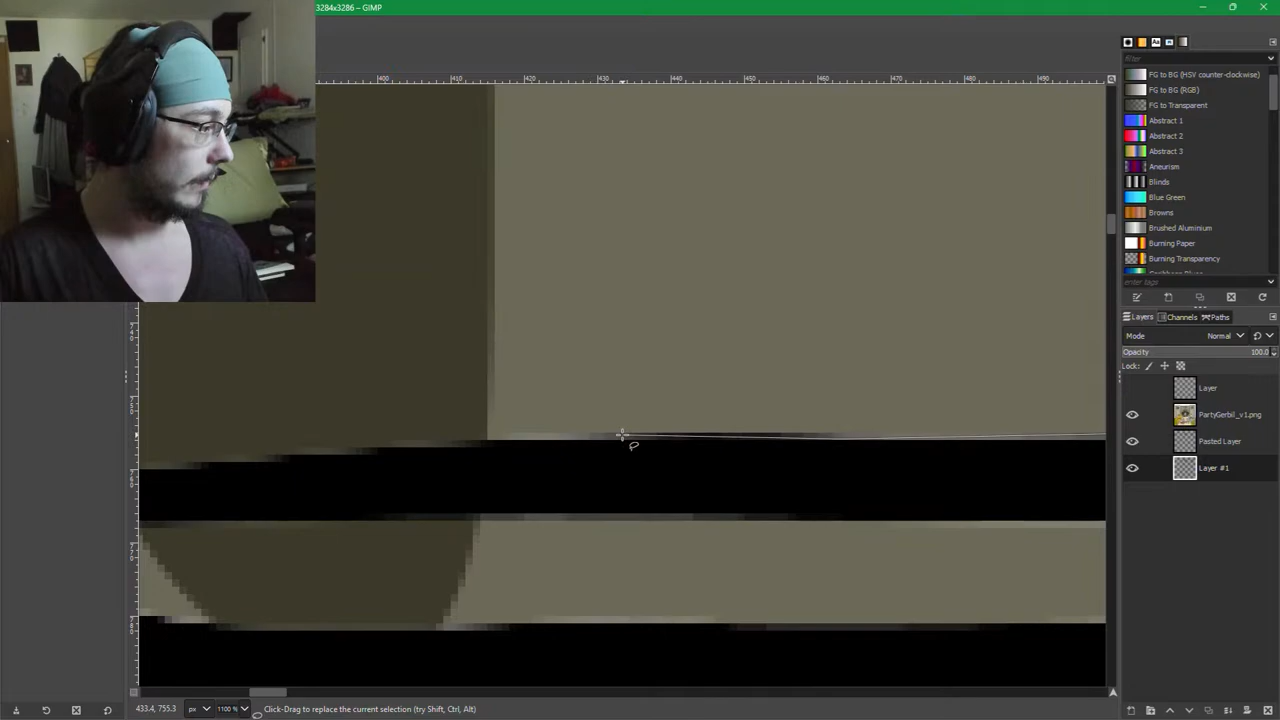 3284x3286 – GIMP
400
410
420
430
440
450
460
470
480
490
filter
FG to BG (HSV counter-clockwise)
FG to BG (RGB)
FG to Transparent
Abstract 1
Abstract 2
Abstract 3
Aneurism
Blinds
Blue Green
Browns
Brushed Aluminium
Burning Paper
Burning Transparency
enter tags
Layers Channels Paths
Mode Normal
Opacity 100.0
Lock:
Layer
PartyGerbil_v1.png
Pasted Layer
Layer #1
433.4, 755.3 px 1100 % Click-Drag to replace the current selection (try Shift, Ctrl, Alt)